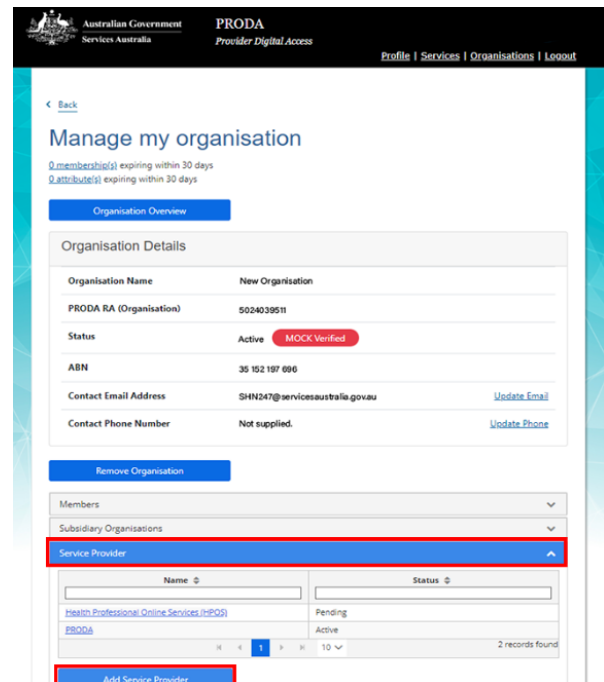 Australian Government
Services Australia
PRODA
Provider Digital Access
Profile | Services | Organisations | Logout
Back
Manage my organisation
0 membership(s) expiring within 30 days
0 attribute(s) expiring within 30 days
Organisation Overview
Organisation Details
Organisation Name New Organisation
PRODA RA (Organisation) 5024039511
Status Active MOCK Verified
ABN 35 152 197 696
Contact Email Address SHN247@servicesaustralia.gov.au Update Email
Contact Phone Number Not supplied. Update Phone
Remove Organisation
Members
Subsidiary Organisations
Service Provider
Name Status
Health Professional Online Services (HPOS) Pending
PRODA Active
1 10 2 records found
Add Service Provider